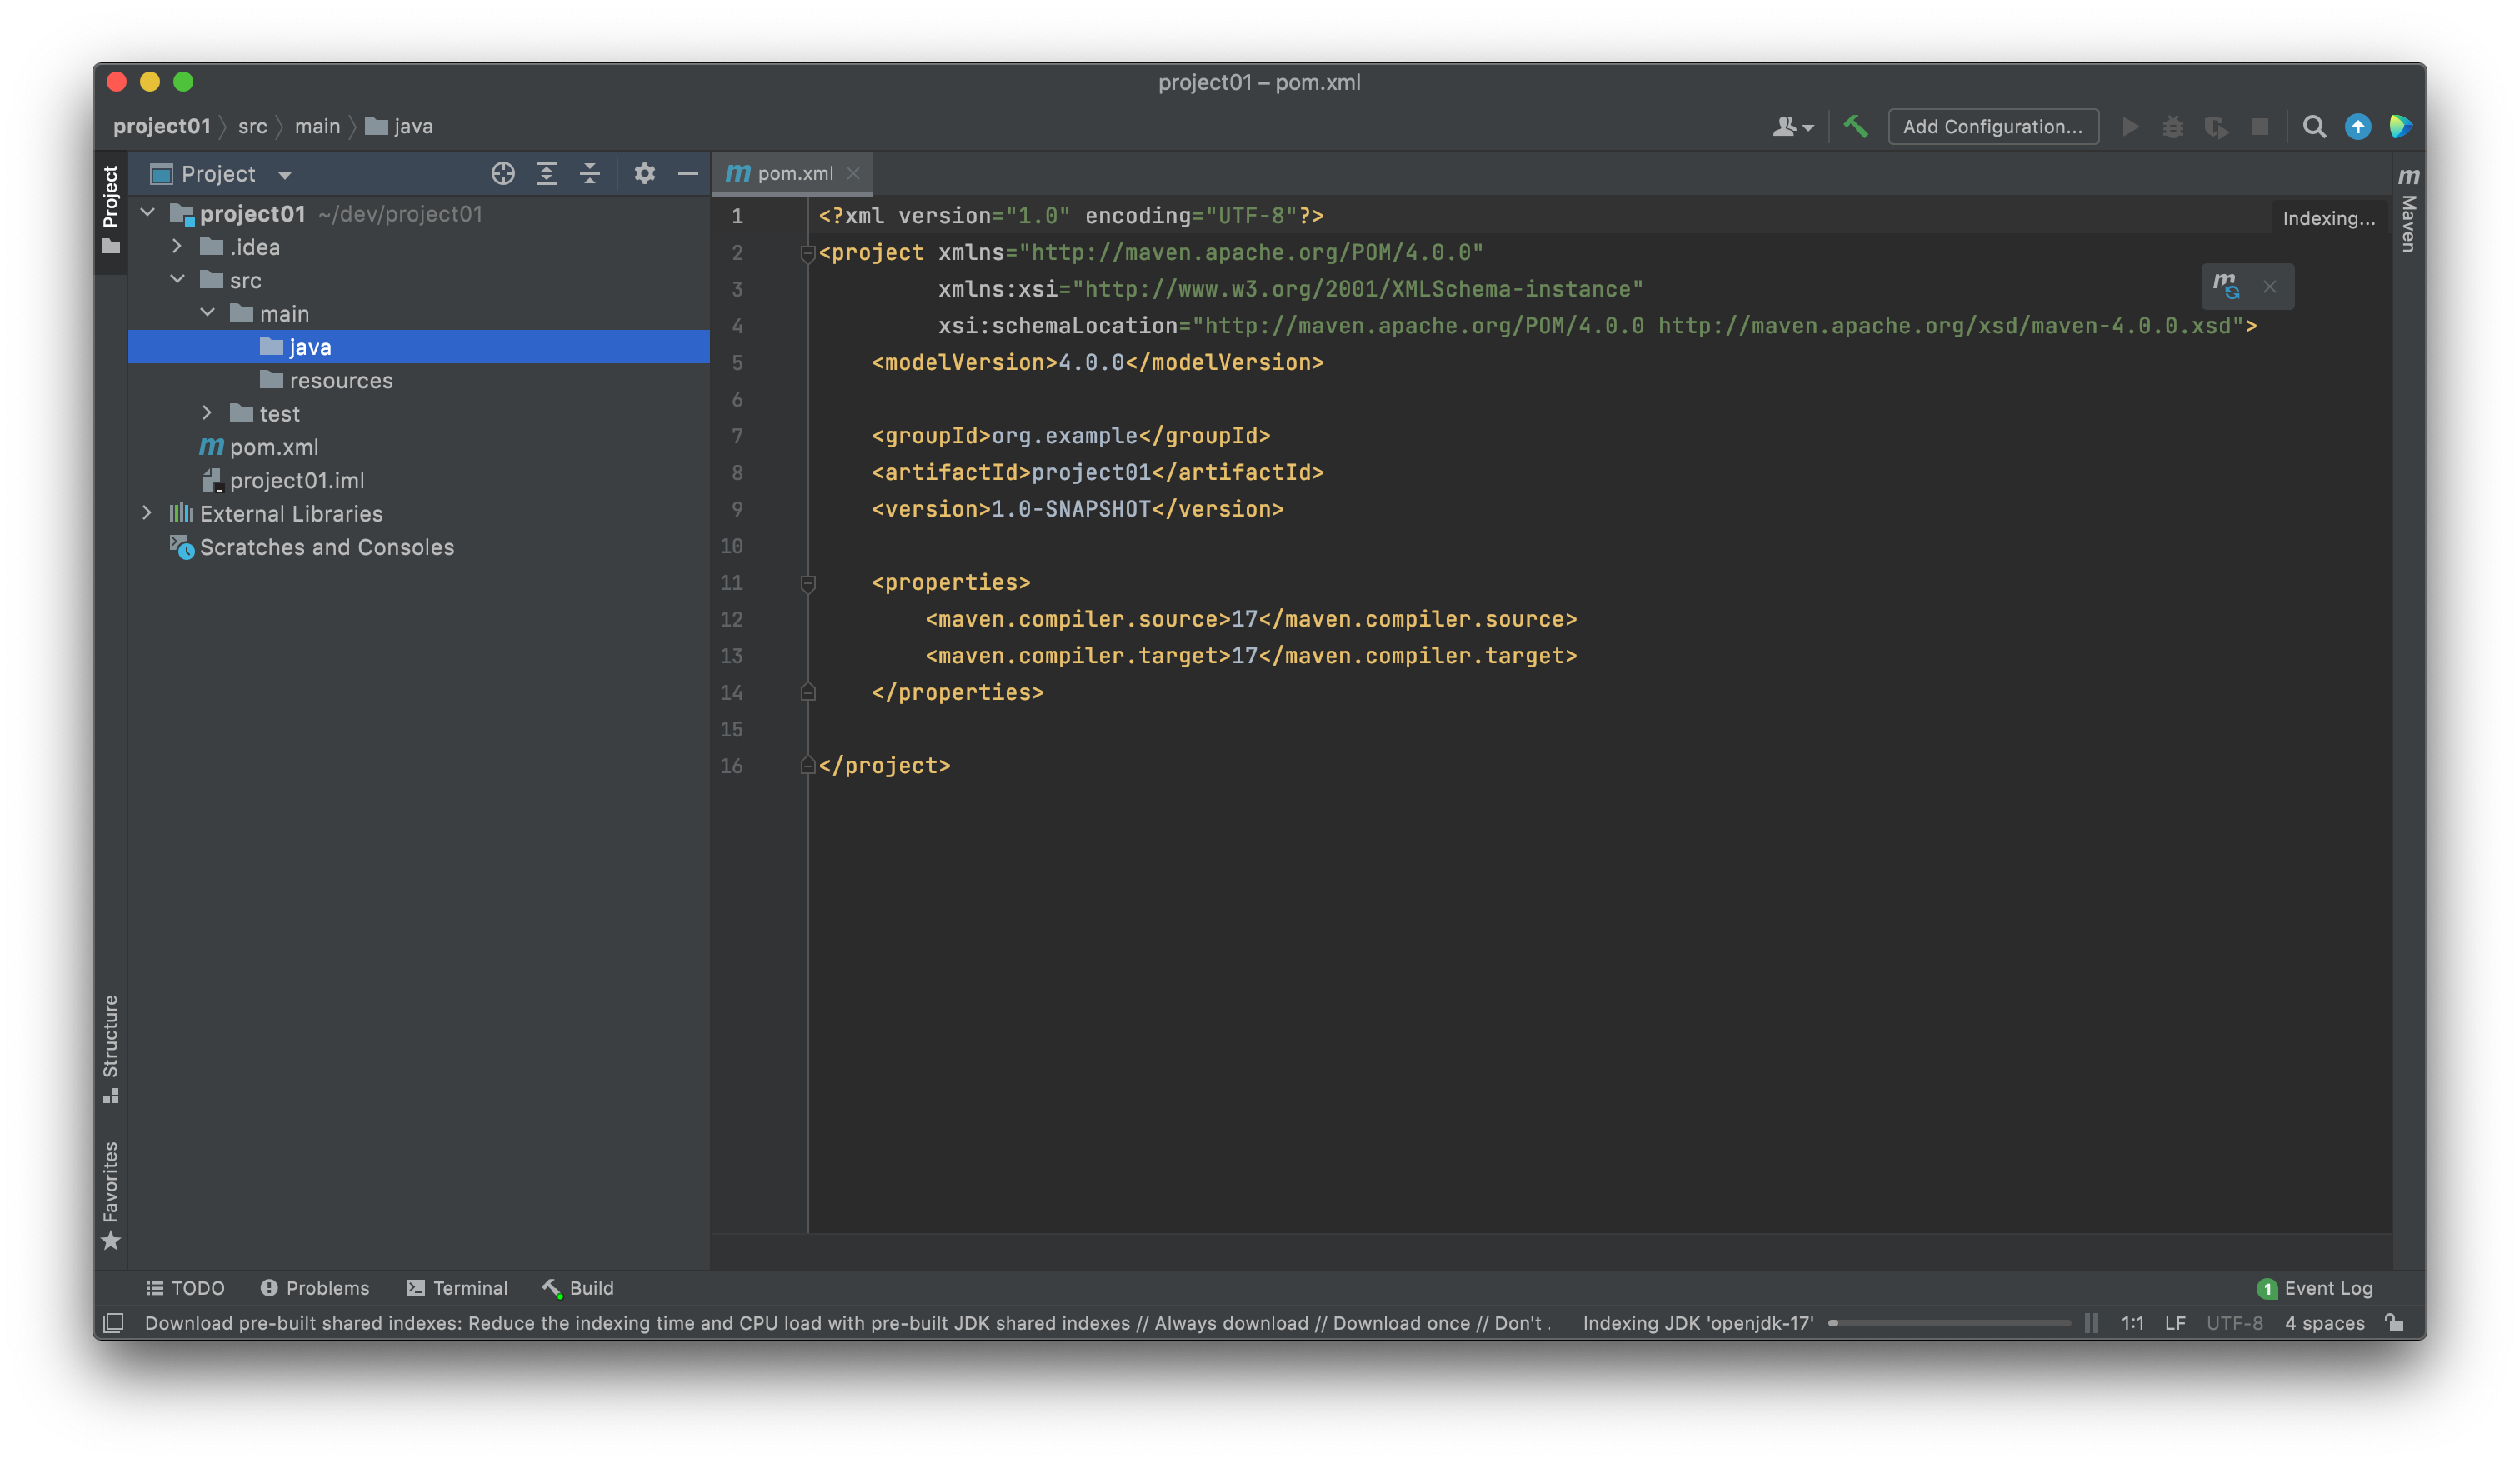 project01 – pom.xml
project01 src main java
Add Configuration...
Project
Project
project01 ~/dev/project01
.idea
src
main
java
resources
test
m pom.xml
project01.iml
External Libraries
Scratches and Consoles
Structure
Favorites
m pom.xml
Indexing...
1 <?xml version="1.0" encoding="UTF-8"?>
2 <project xmlns="http://maven.apache.org/POM/4.0.0"
3 xmlns:xsi="http://www.w3.org/2001/XMLSchema-instance"
4 xsi:schemaLocation="http://maven.apache.org/POM/4.0.0 http://maven.apache.org/xsd/maven-4.0.0.xsd">
5 <modelVersion>4.0.0</modelVersion>
6
7 <groupId>org.example</groupId>
8 <artifactId>project01</artifactId>
9 <version>1.0-SNAPSHOT</version>
10
11 <properties>
12 <maven.compiler.source>17</maven.compiler.source>
13 <maven.compiler.target>17</maven.compiler.target>
14 </properties>
15
16 </project>
m
m Maven
TODO Problems Terminal Build
1 Event Log
Download pre-built shared indexes: Reduce the indexing time and CPU load with pre-built JDK shared indexes // Always download // Download once // Don't . Indexing JDK 'openjdk-17' 1:1 LF UTF-8 4 spaces